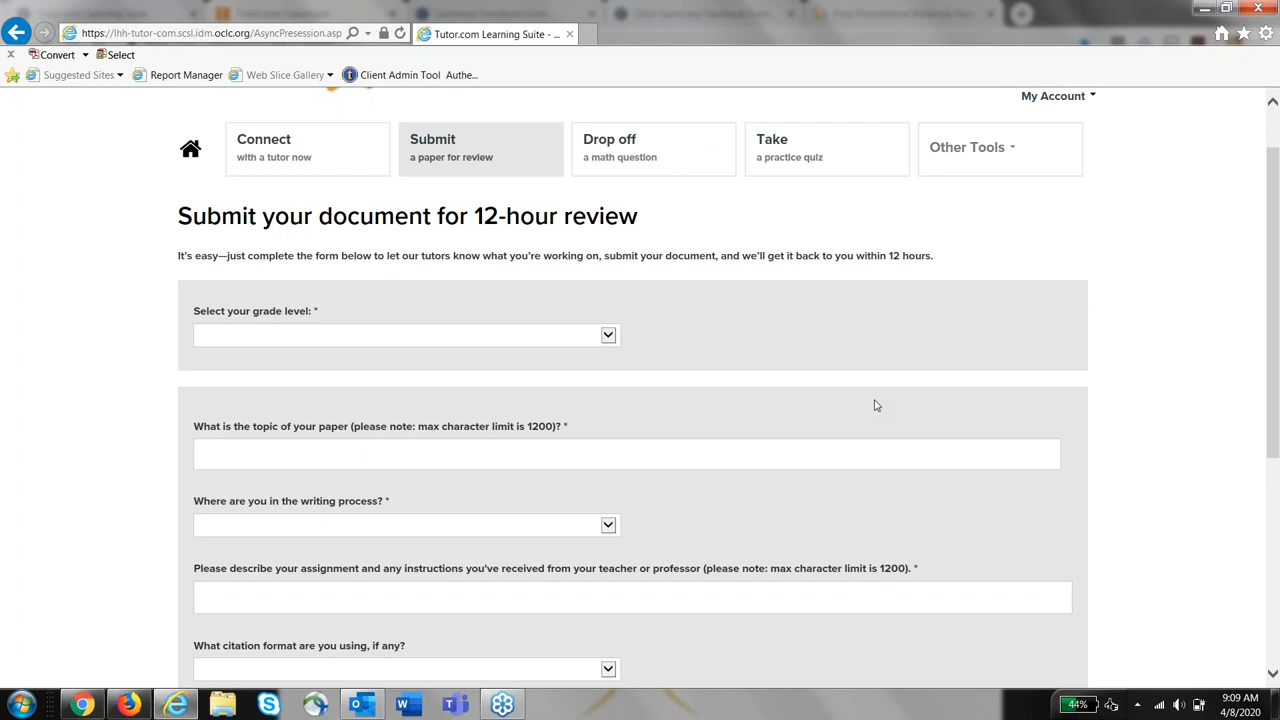 https://lhh-tutor-com.scsl.idm.oclc.org/AsyncPresession.asp
Tutor.com Learning Suite - ...
Convert
Select
Suggested Sites
Report Manager
Web Slice Gallery
Client Admin Tool
Authe...
My Account
Connect
with a tutor now
Submit
a paper for review
Drop off
a math question
Take
a practice quiz
Other Tools
Submit your document for 12-hour review
It's easy—just complete the form below to let our tutors know what you're working on, submit your document, and we'll get it back to you within 12 hours.
Select your grade level: *
What is the topic of your paper (please note: max character limit is 1200)? *
Where are you in the writing process? *
Please describe your assignment and any instructions you've received from your teacher or professor (please note: max character limit is 1200). *
What citation format are you using, if any?
44%
9:09 AM
4/8/2020